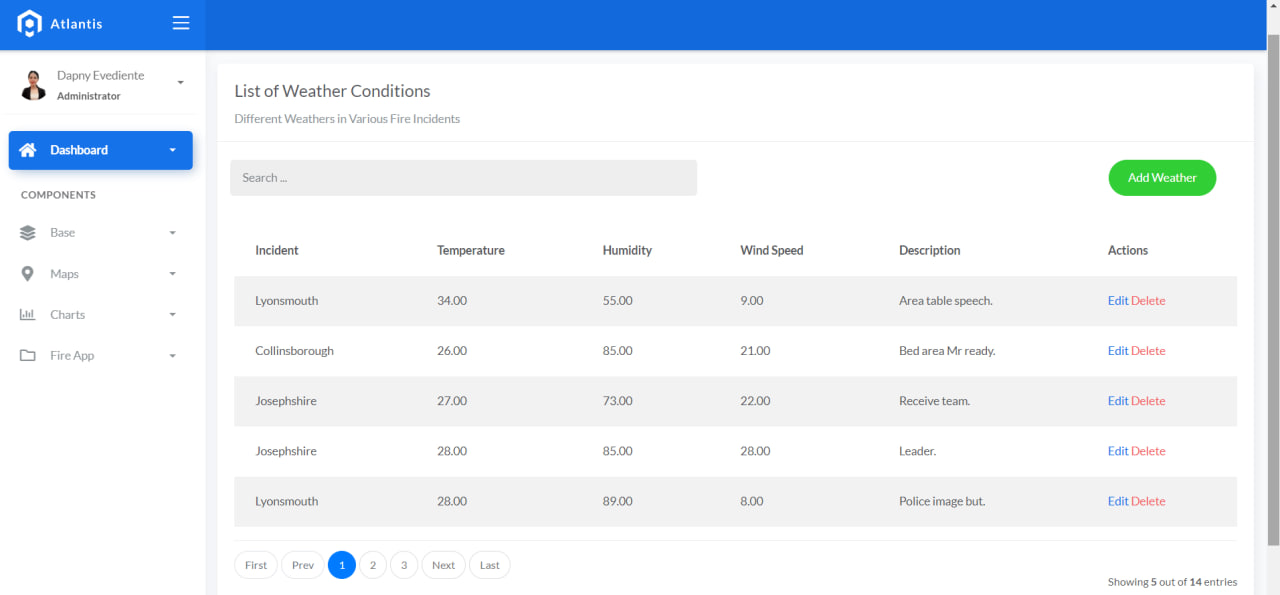 Atlantis
Dapny Evediente
Administrator
Dashboard
COMPONENTS
Base
Maps
Charts
Fire App
List of Weather Conditions
Different Weathers in Various Fire Incidents
Search ...
Add Weather
Incident Temperature Humidity Wind Speed Description Actions
Lyonsmouth 34.00 55.00 9.00 Area table speech. Edit Delete
Collinsborough 26.00 85.00 21.00 Bed area Mr ready. Edit Delete
Josephshire 27.00 73.00 22.00 Receive team. Edit Delete
Josephshire 28.00 85.00 28.00 Leader. Edit Delete
Lyonsmouth 28.00 89.00 8.00 Police image but. Edit Delete
First Prev 1 2 3 Next Last
Showing 5 out of 14 entries